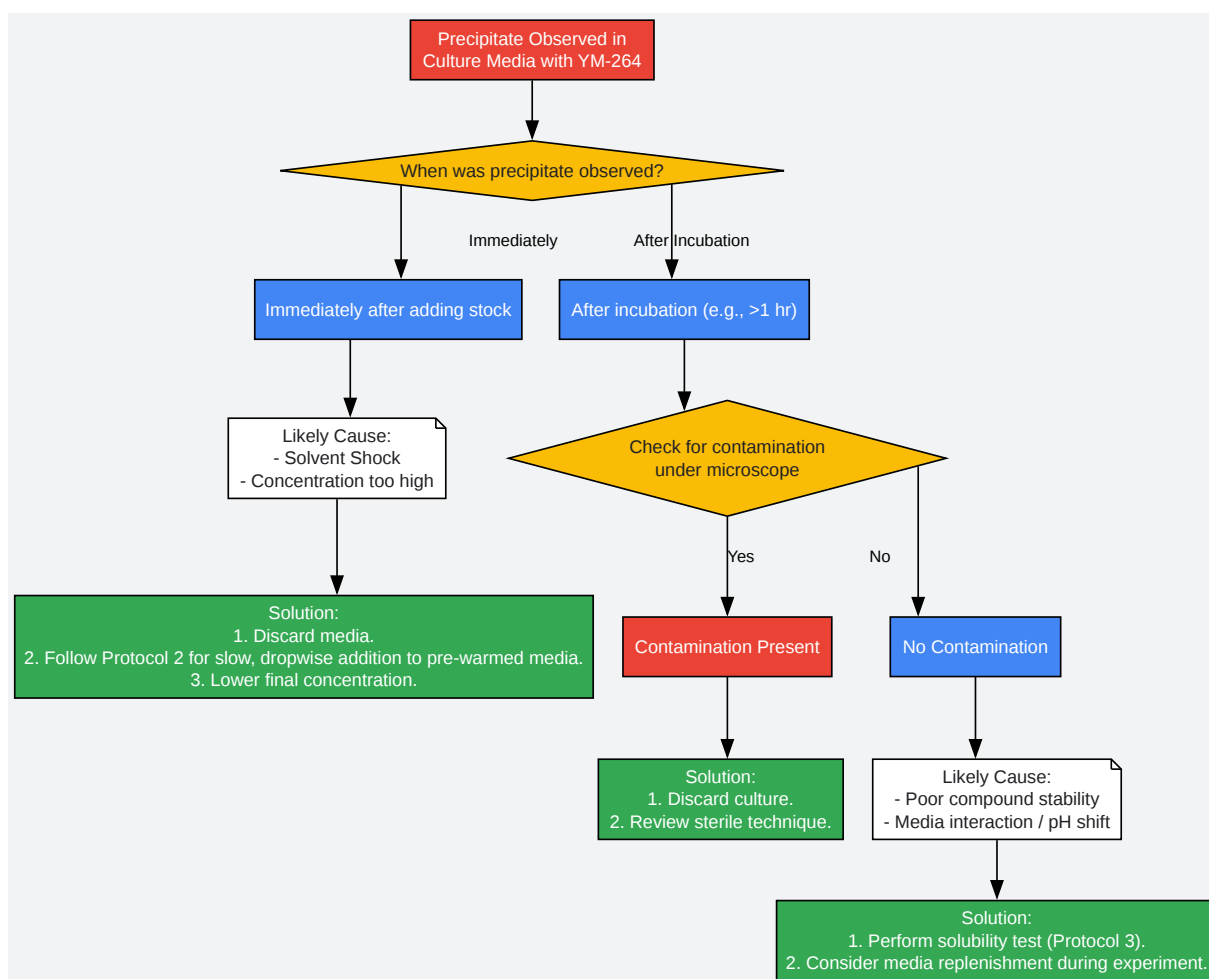 Precipitate Observed in
Culture Media with YM-264
When was precipitate observed?
Immediately
After Incubation
Immediately after adding stock
After incubation (e.g., >1 hr)
Likely Cause:
- Solvent Shock
- Concentration too high
Check for contamination
under microscope
Yes
No
Solution:
1. Discard media.
2. Follow Protocol 2 for slow, dropwise addition to pre-warmed media.
3. Lower final concentration.
Contamination Present
No Contamination
Solution:
1. Discard culture.
2. Review sterile technique.
Likely Cause:
- Poor compound stability
- Media interaction / pH shift
Solution:
1. Perform solubility test (Protocol 3).
2. Consider media replenishment during experiment.